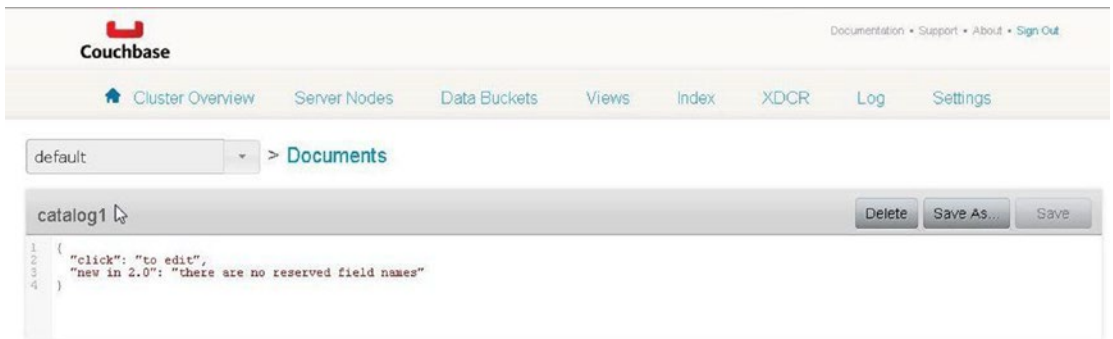 Couchbase
Documentation • Support • About • Sign Out
Cluster Overview Server Nodes Data Buckets Views Index XDCR Log Settings
default > Documents
catalog1 Delete Save As... Save
1 {
2 "click": "to edit",
3 "new in 2.0": "there are no reserved field names"
4 }